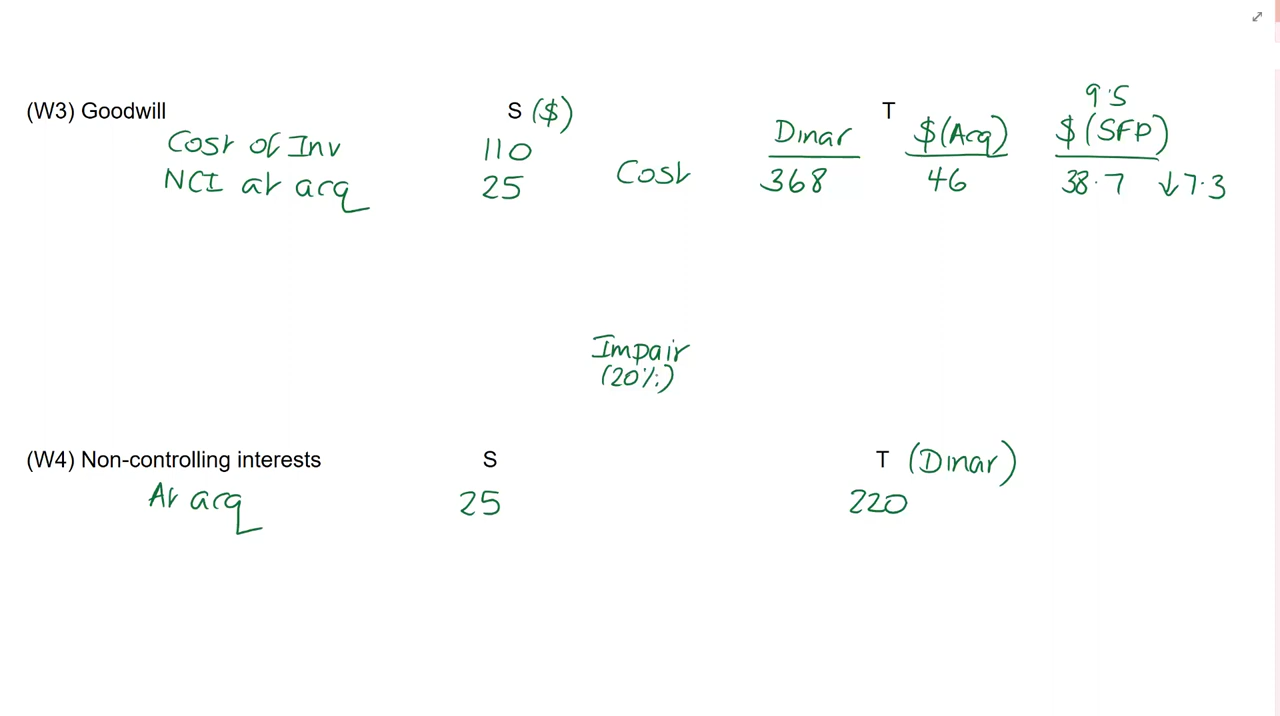 9.5
(W3) Goodwill S ($) T
Dinar $(Acq) $(SFP)
Cost of Inv 110
Cost 368 46 38.7 ↓7.3
NCI at acq 25
Impair
(20%)
(W4) Non-controlling interests S T (Dinar)
At acq 25 220